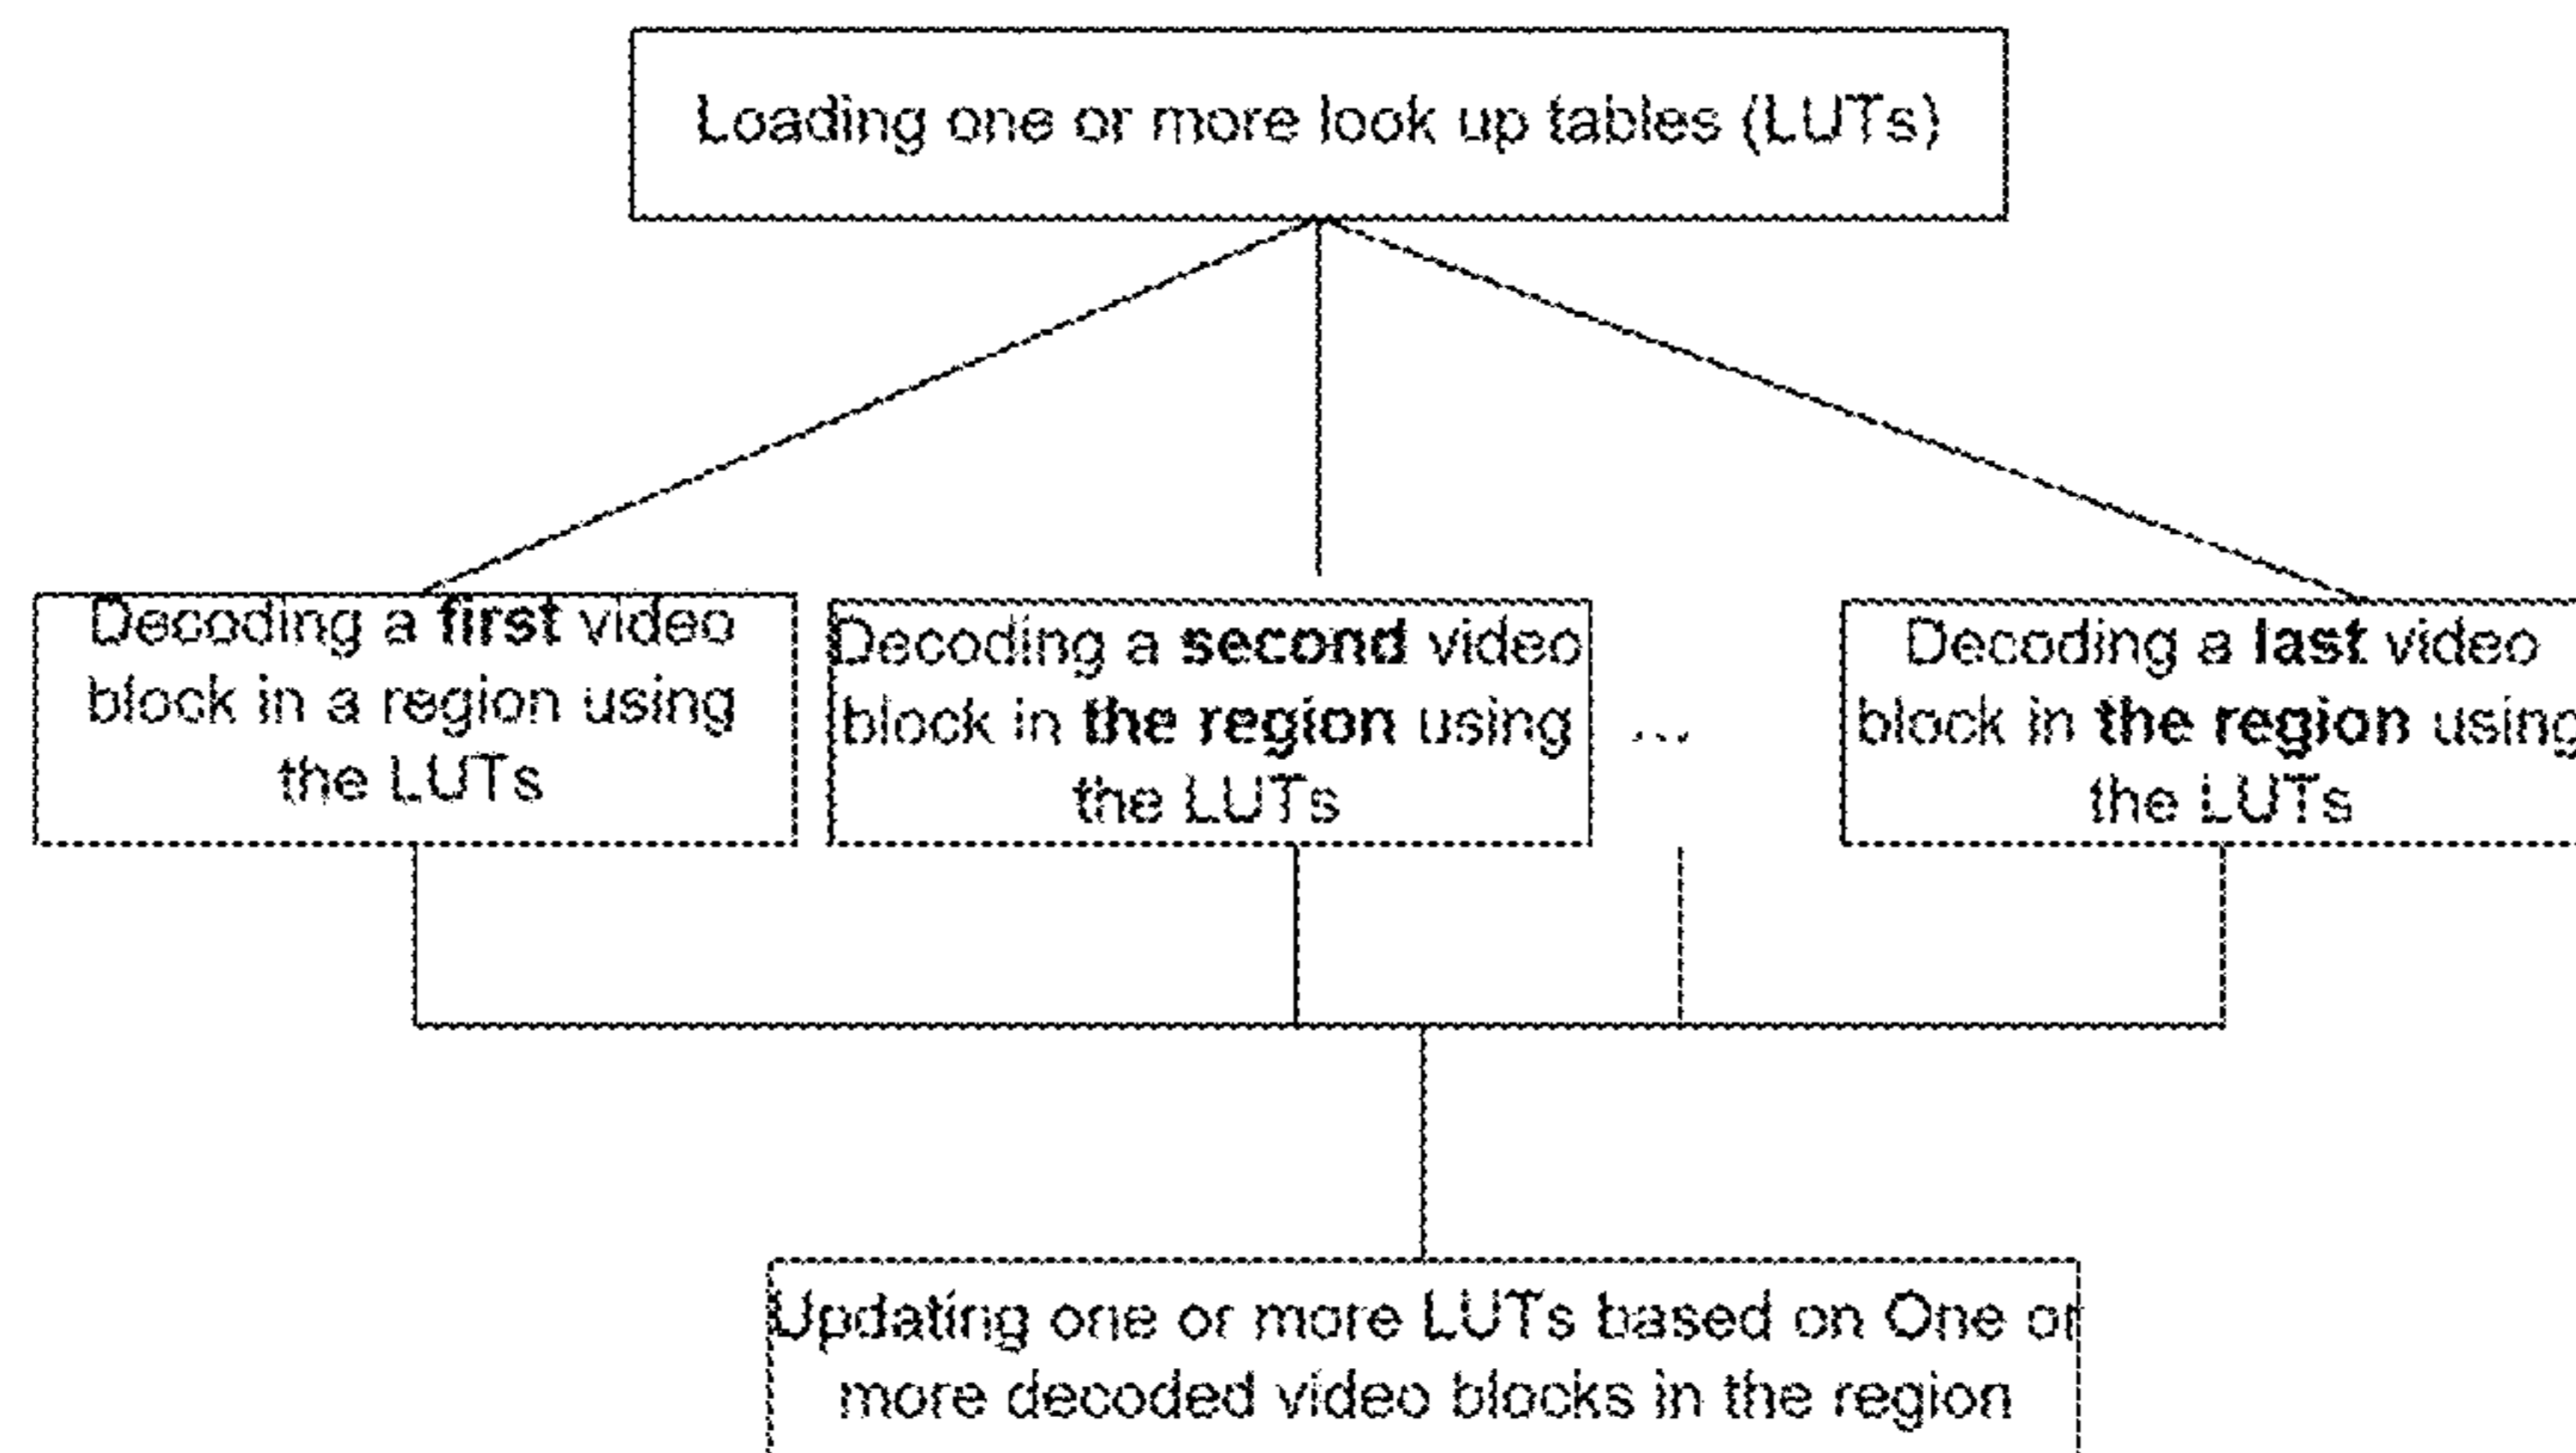 Loading one or more look up tables (LUTs)
Decoding a first video
block in a region using
the LUTs
Decoding a second video
block in the region using
the LUTs
...
Decoding a last video
block in the region using
the LUTs
Updating one or more LUTs based on One or
more decoded video blocks in the region